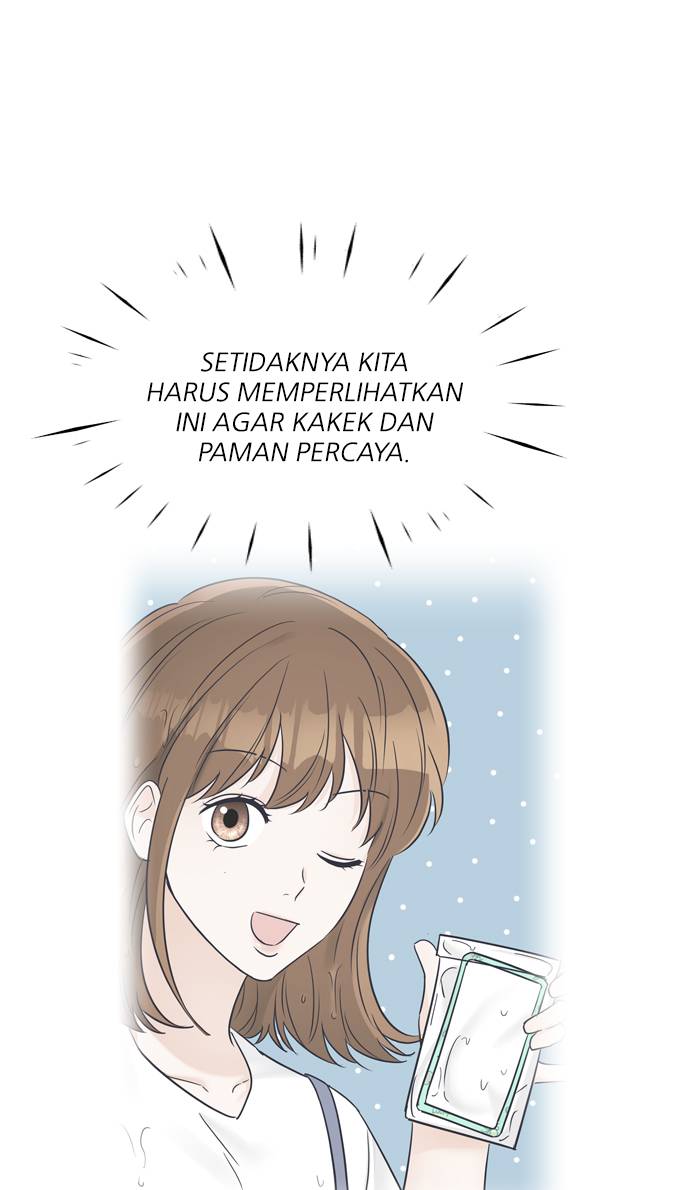 SETIDAKNYA KITA
HARUS MEMPERLIHATKAN
INI AGAR KAKEK DAN
PAMAN PERCAYA.